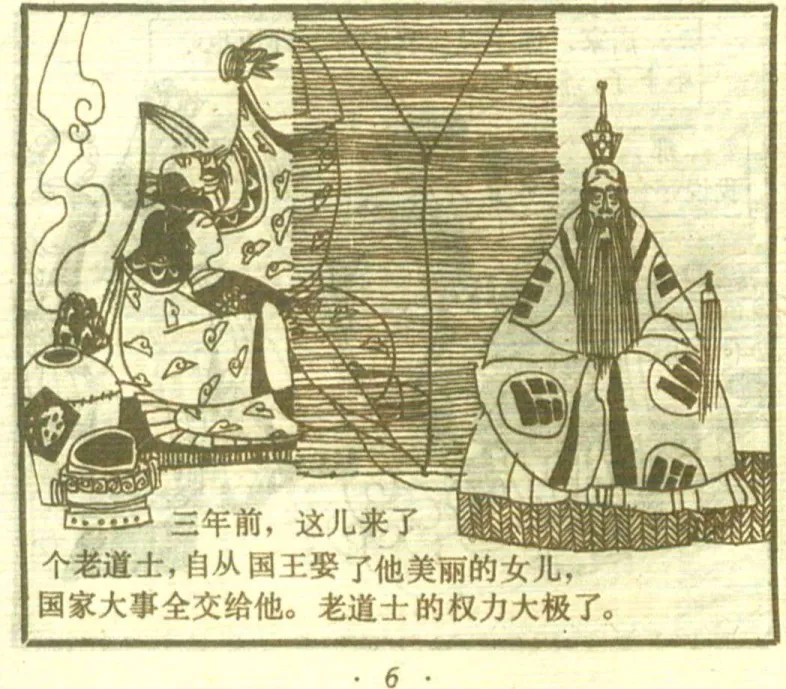 三年前，这儿来了
个老道士，自从国王娶了他美丽的女儿，
国家大事全交给他。老道士的权力大极了。
· 6 ·